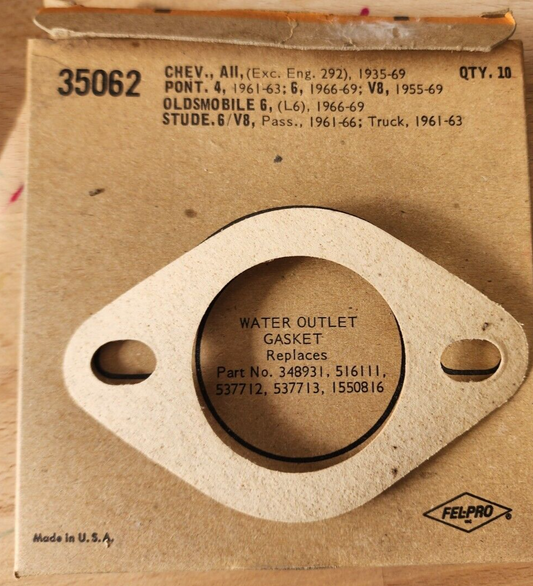 35062
CHEV., All, (Exc. Eng. 292), 1935-69
QTY. 10
PONT. 4, 1961-63; 6, 1966-69; V8, 1955-69
OLDSMOBILE 6, (L6), 1966-69
STUDE. 6/V8, Pass., 1961-66; Truck, 1961-63
WATER OUTLET
GASKET
Replaces
Part No. 348931, 516111,
537712, 537713, 1550816
FEL-PRO
INC
®
Made in U.S.A.